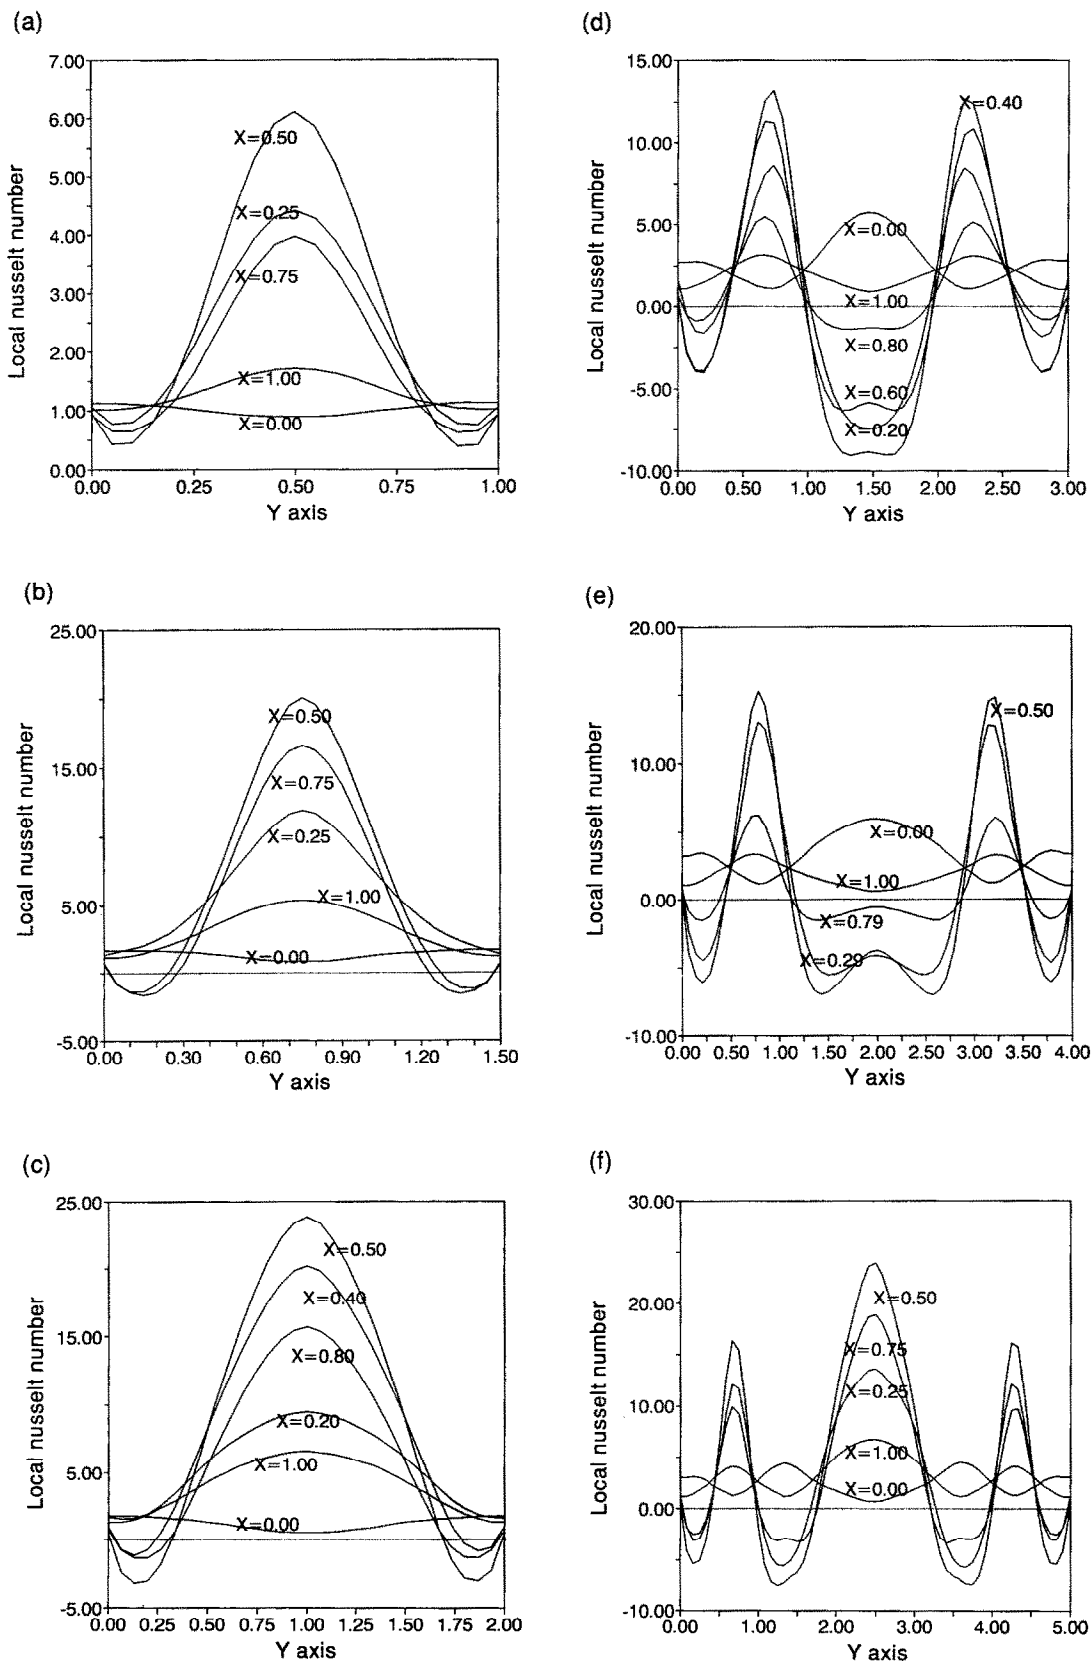 (a)
7.00
6.00
5.00
4.00
3.00
2.00
1.00
0.00
Local nusselt number
X=0.50
X=0.25
X=0.75
X=1.00
X=0.00
0.00 0.25 0.50 0.75 1.00
Y axis
(b)
25.00
15.00
5.00
-5.00
Local nusselt number
X=0.50
X=0.75
X=0.25
X=1.00
X=0.00
0.00 0.30 0.60 0.90 1.20 1.50
Y axis
(c)
25.00
15.00
5.00
-5.00
Local nusselt number
X=0.50
X=0.40
X=0.80
X=0.20
X=1.00
X=0.00
0.00 0.25 0.50 0.75 1.00 1.25 1.50 1.75 2.00
Y axis
(d)
15.00
10.00
5.00
0.00
-5.00
-10.00
Local nusselt number
X=0.40
X=0.00
X=1.00
X=0.80
X=0.60
X=0.20
0.00 0.50 1.00 1.50 2.00 2.50 3.00
Y axis
(e)
20.00
10.00
0.00
-10.00
Local nusselt number
X=0.50
X=0.00
X=1.00
X=0.79
X=0.29
0.00 0.50 1.00 1.50 2.00 2.50 3.00 3.50 4.00
Y axis
(f)
30.00
20.00
10.00
0.00
-10.00
Local nusselt number
X=0.50
X=0.75
X=0.25
X=1.00
X=0.00
0.00 1.00 2.00 3.00 4.00 5.00
Y axis